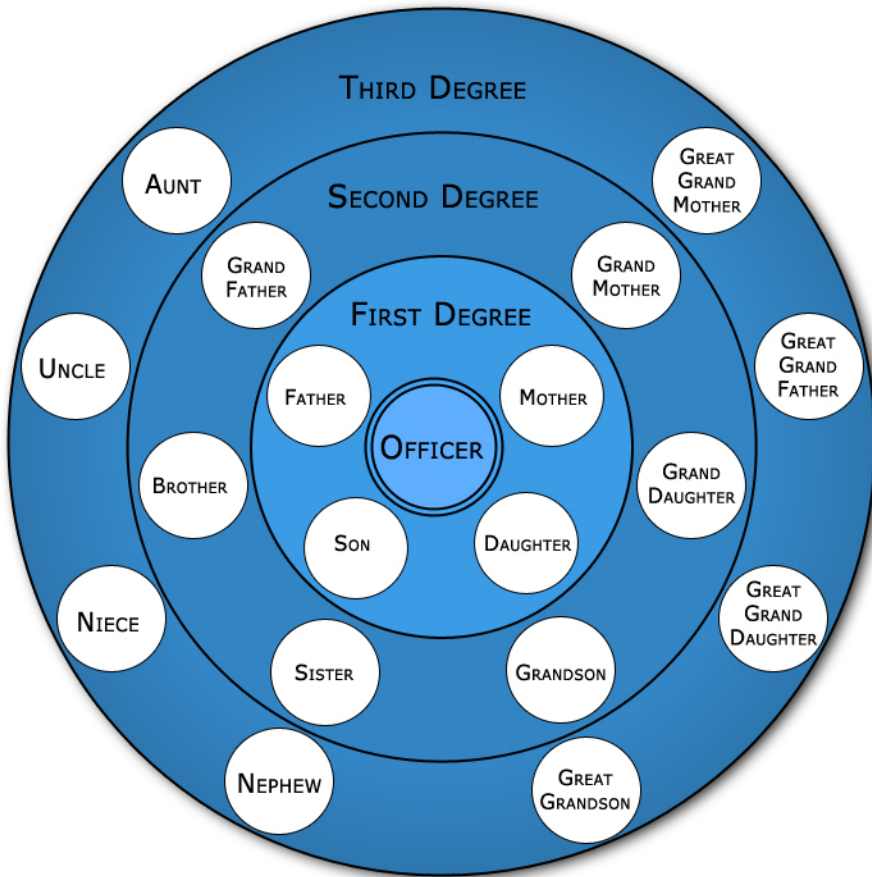 Third Degree
Aunt
Great
Grand
Mother
Second Degree
Grand
Father
Grand
Mother
First Degree
Uncle
Great
Grand
Father
Father
Mother
Officer
Brother
Grand
Daughter
Son
Daughter
Niece
Great
Grand
Daughter
Sister
Grandson
Nephew
Great
Grandson